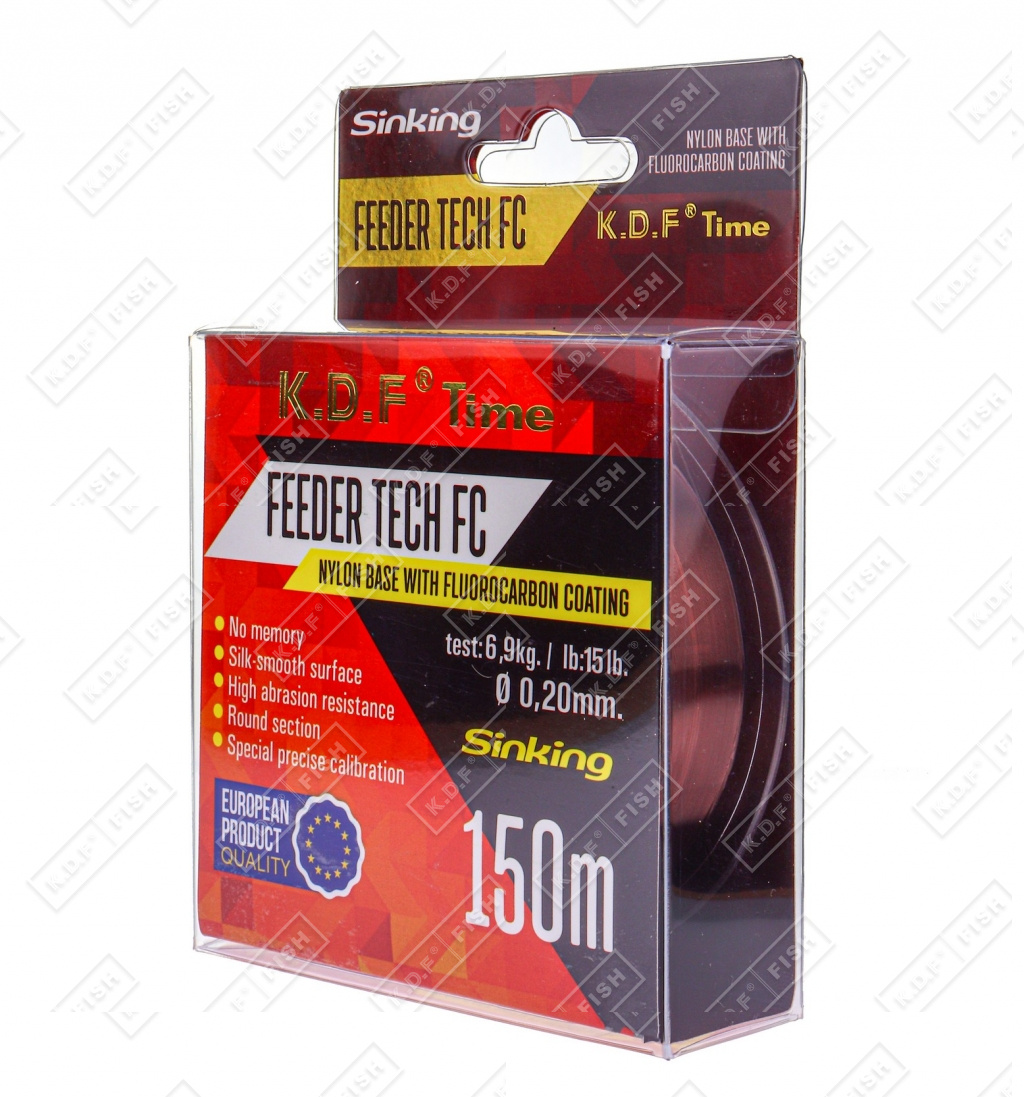 Sinking
NYLON BASE WITH
FLUOROCARBON COATING
FEEDER TECH FC
K.D.F® Time
K.D.F® Time
FEEDER TECH FC
NYLON BASE WITH FLUOROCARBON COATING
test:6,9kg. / lb:15lb.
Ø 0,20mm.
No memory
Silk-smooth surface
High abrasion resistance
Round section
Special precise calibration
Sinking
EUROPEAN
PRODUCT
QUALITY
150m
K.D.F® FISH